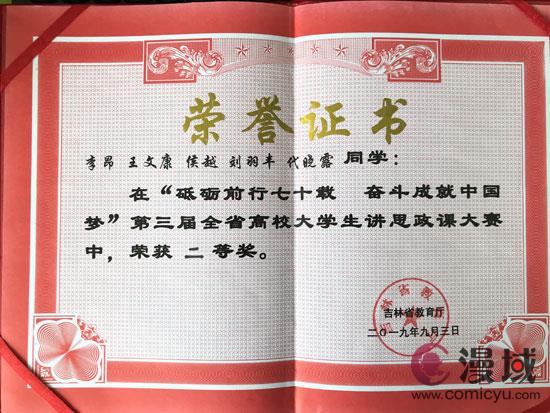 荣誉证书
李昂 王文康 侯越 刘羽丰 代晓露 同学：
在“砥砺前行七十载 奋斗成就中国
梦”第三届全省高校大学生讲思政课大赛
中，荣获 二 等奖。
吉林省教育厅
二〇一九年九月三日
漫域
www.comicyu.com